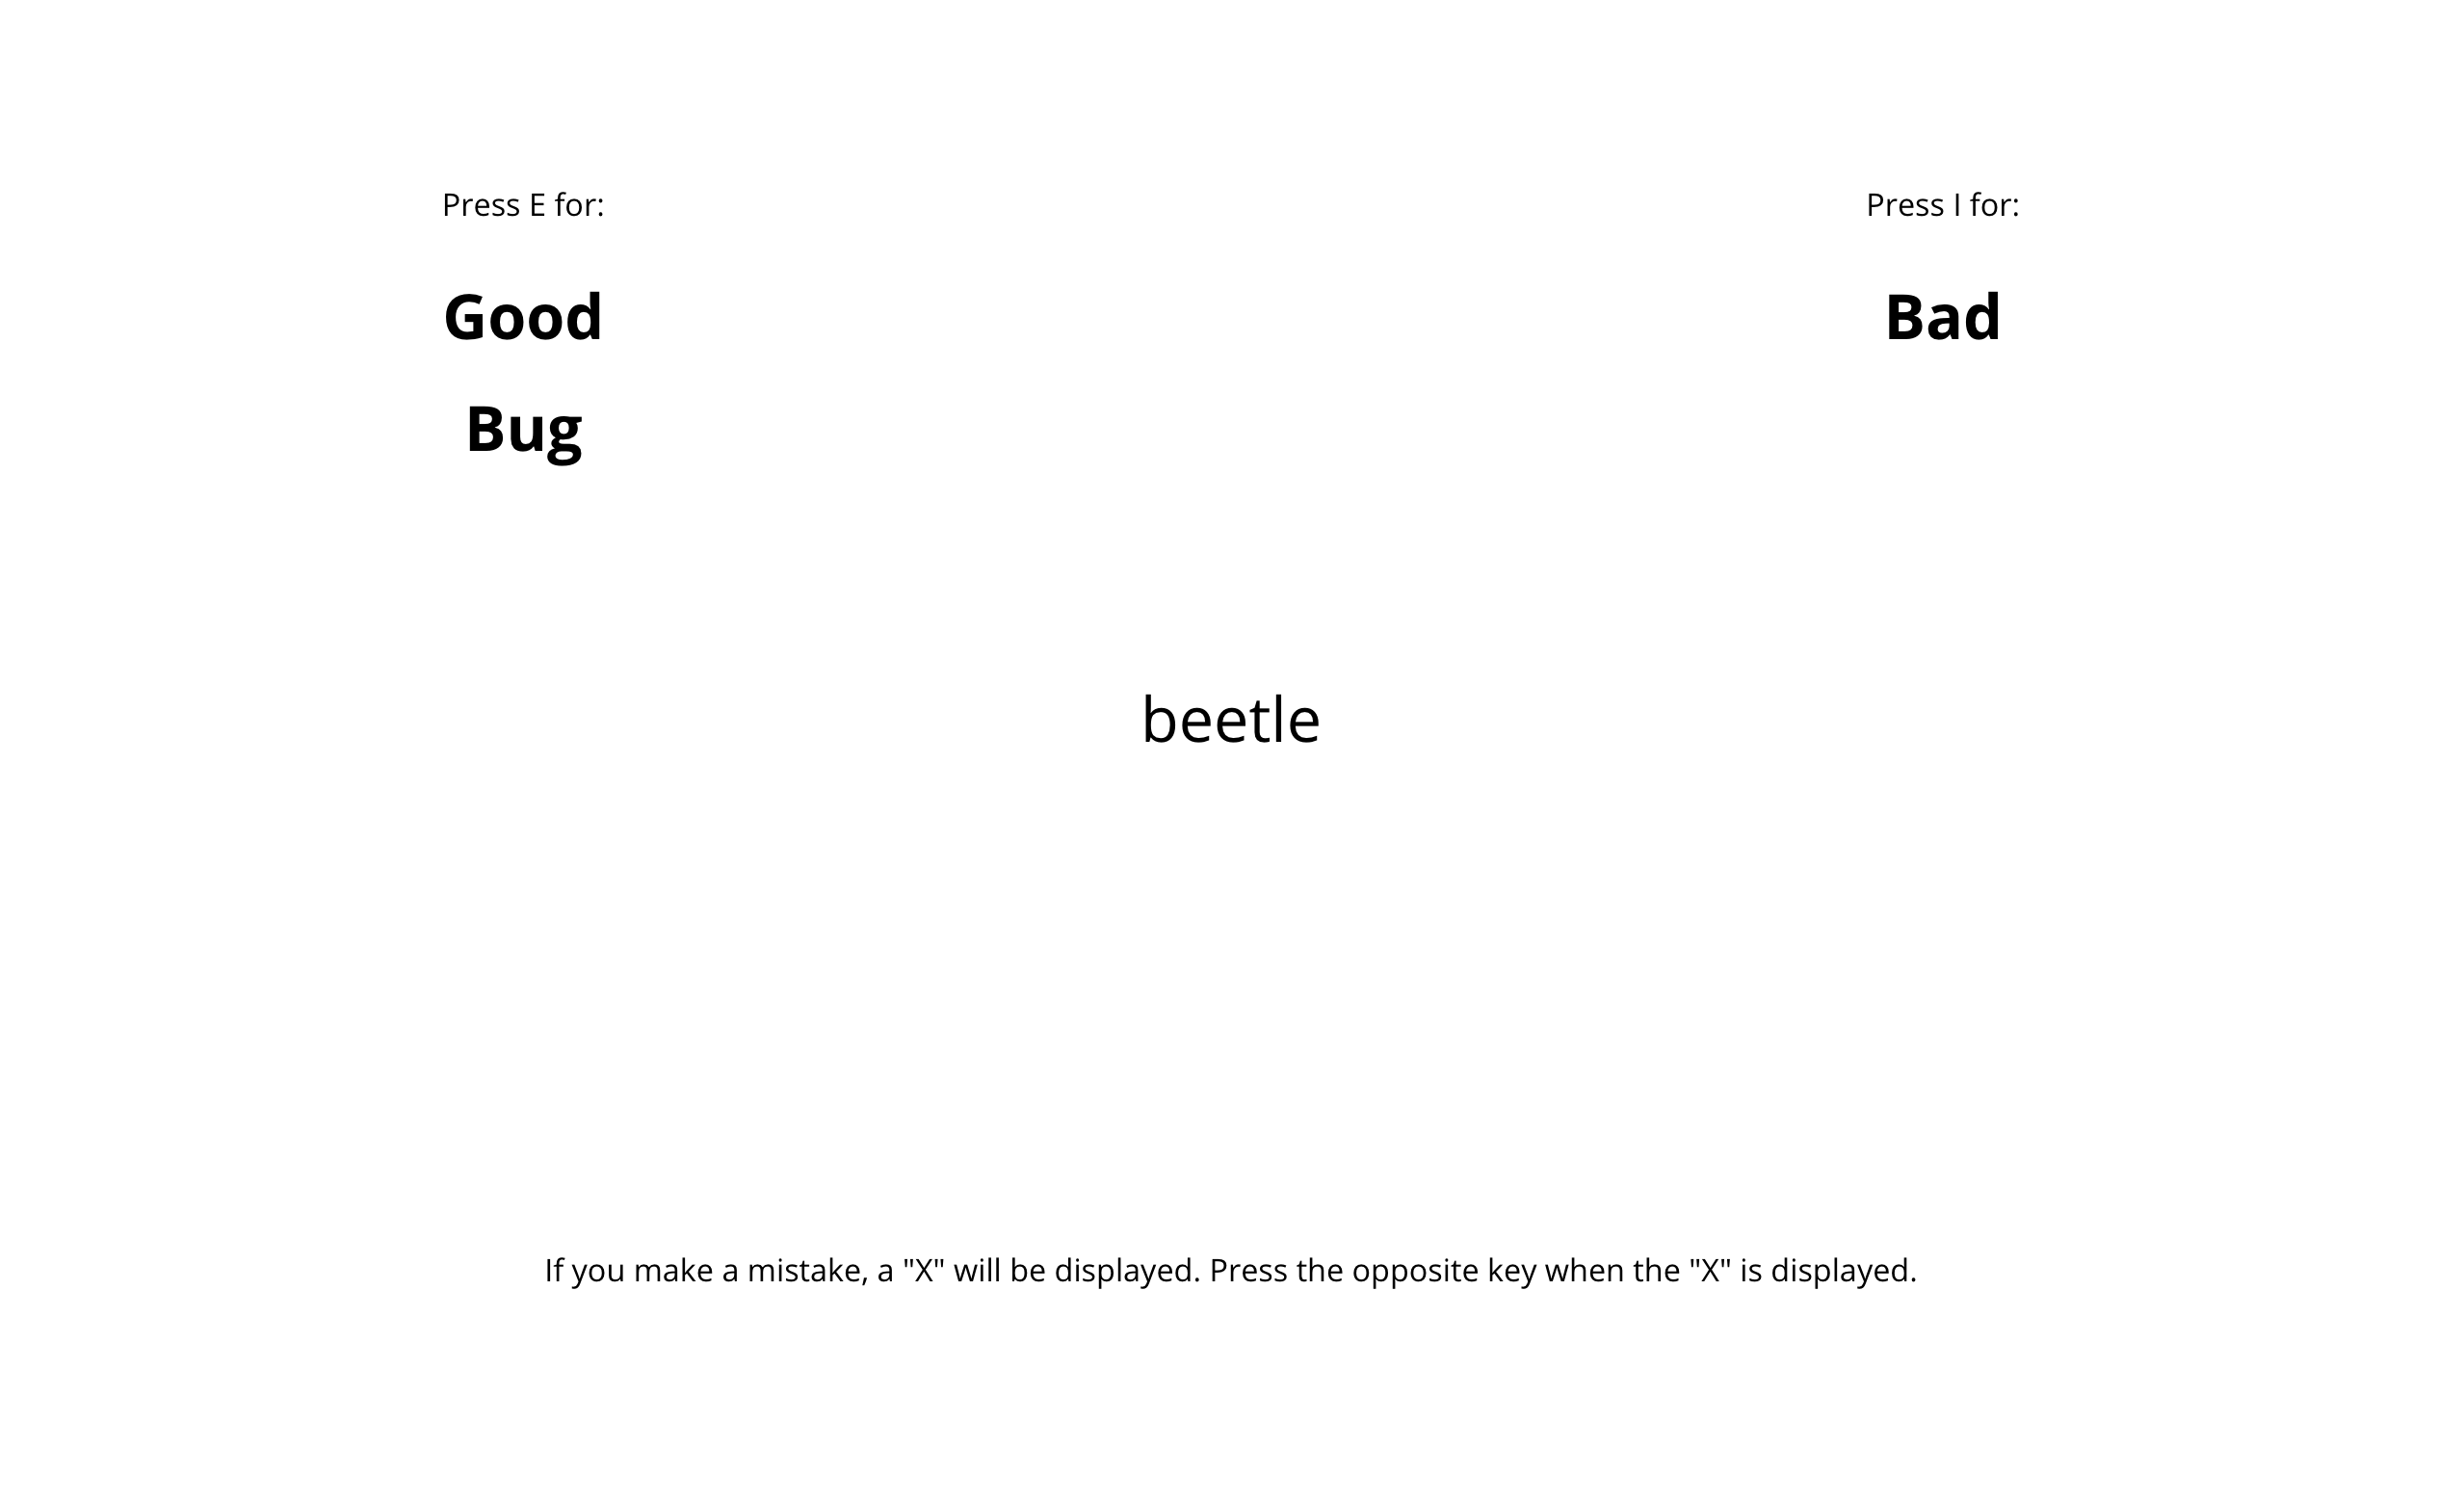 Press E for:
Press I for:
Good
Bad
Bug
beetle
If you make a mistake, a "X" will be displayed. Press the opposite key when the "X" is displayed.